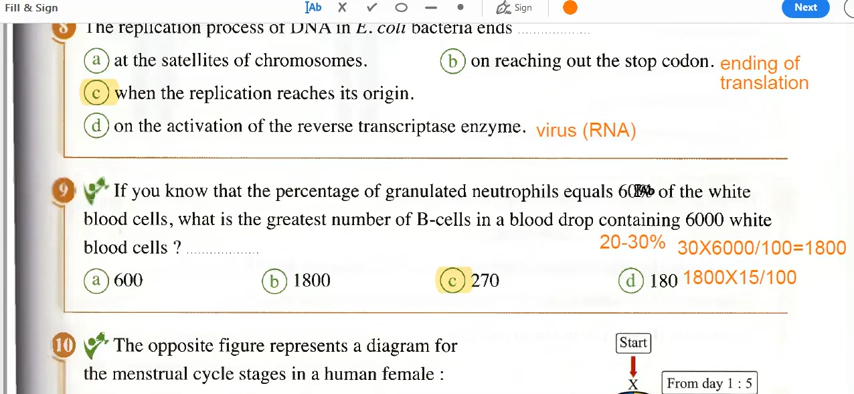 Fill & Sign IAb X Sign Next
8 The replication process of DNA in E. coli bacteria ends ....................
a at the satellites of chromosomes. b on reaching out the stop codon. ending of
translation
c when the replication reaches its origin.
d on the activation of the reverse transcriptase enzyme. virus (RNA)
9 If you know that the percentage of granulated neutrophils equals of the white
blood cells, what is the greatest number of B-cells in a blood drop containing 6000 white
blood cells ? ....................
20-30% 30X6000/100=1800
a 600 b 1800 c 270 d 180 1800X15/100
10 The opposite figure represents a diagram for
the menstrual cycle stages in a human female :
Start
X From day 1 : 5